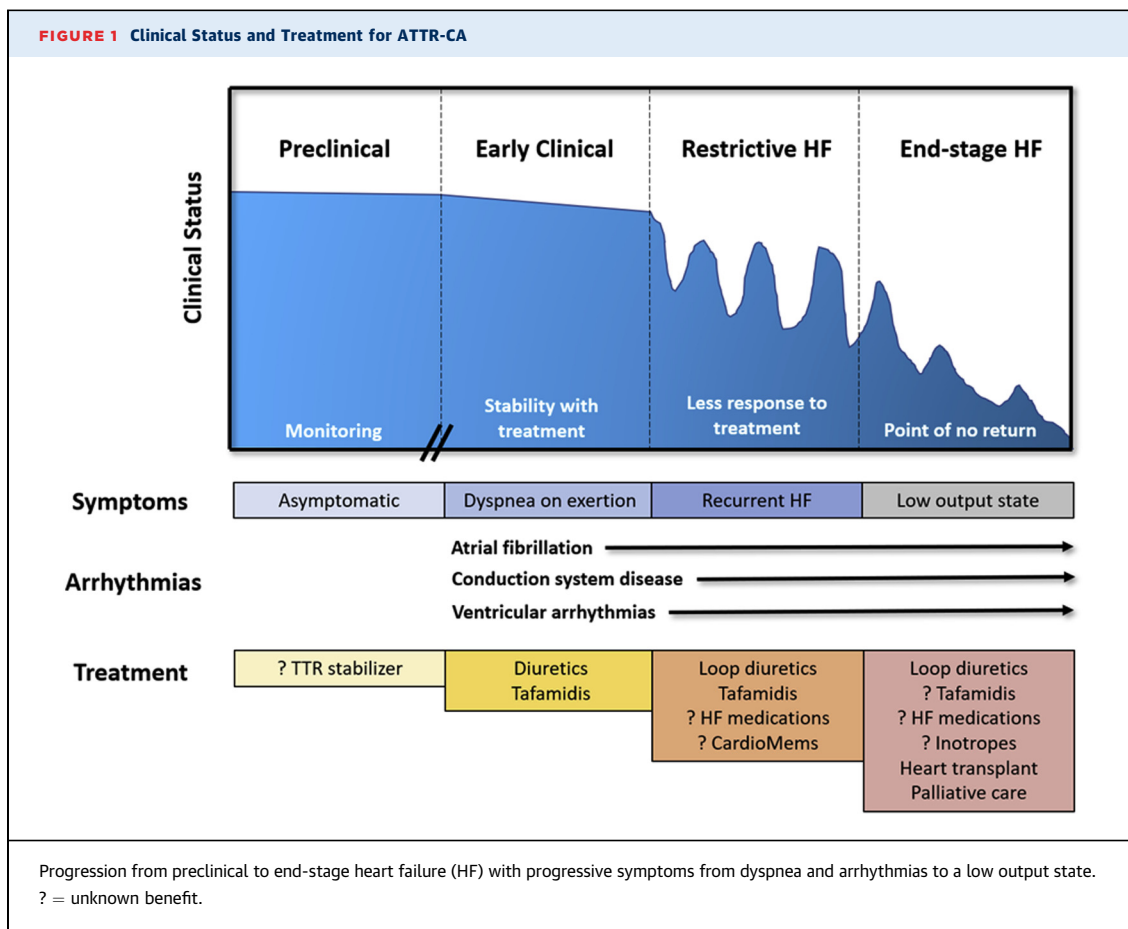 FIGURE 1 Clinical Status and Treatment for ATTR-CA
Clinical Status
Preclinical
Early Clinical
Restrictive HF
End-stage HF
Monitoring
Stability with
treatment
Less response to
treatment
Point of no return
Symptoms
Asymptomatic
Dyspnea on exertion
Recurrent HF
Low output state
Arrhythmias
Atrial fibrillation
Conduction system disease
Ventricular arrhythmias
Treatment
? TTR stabilizer
Diuretics
Tafamidis
Loop diuretics
Tafamidis
? HF medications
? CardioMems
Loop diuretics
? Tafamidis
? HF medications
? Inotropes
Heart transplant
Palliative care
Progression from preclinical to end-stage heart failure (HF) with progressive symptoms from dyspnea and arrhythmias to a low output state.
? = unknown benefit.